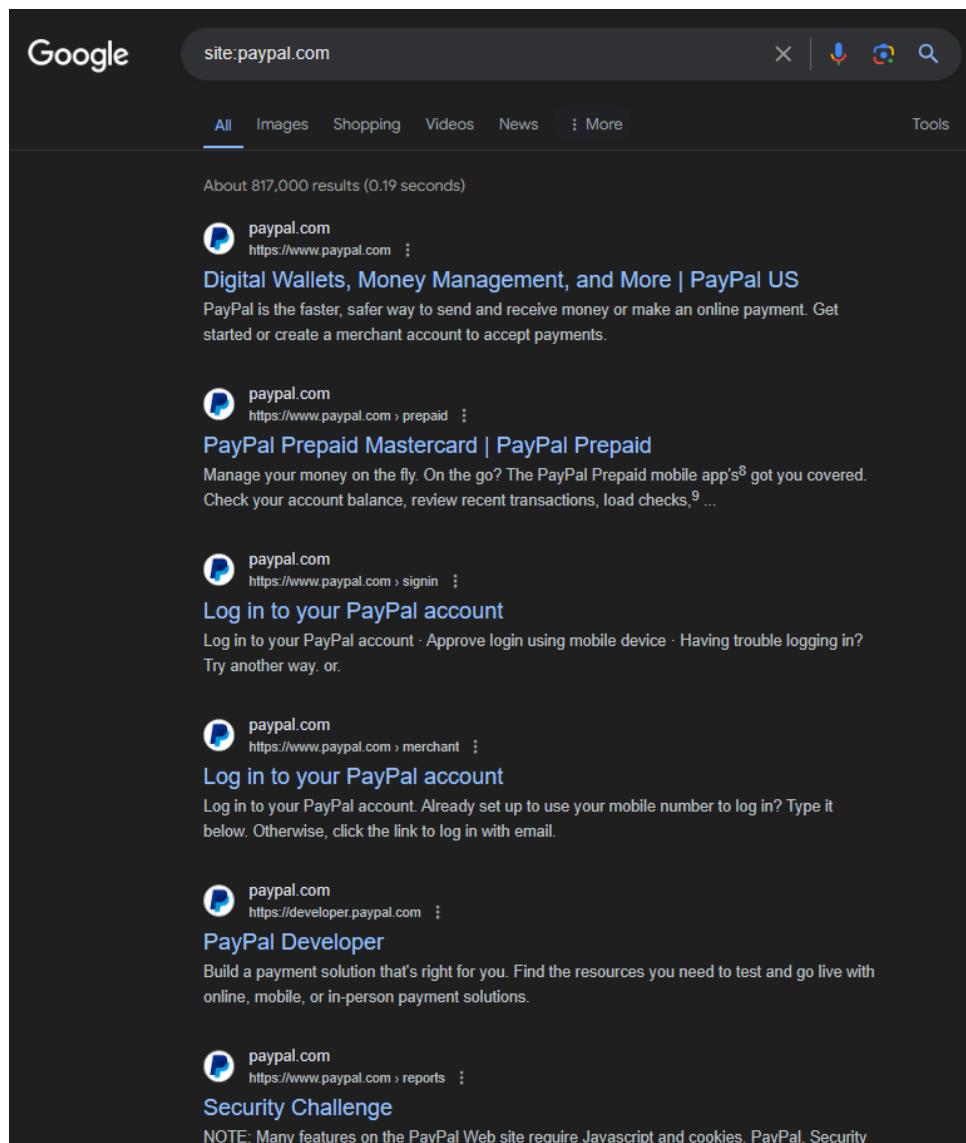 Google
site:paypal.com
All Images Shopping Videos News More Tools
About 817,000 results (0.19 seconds)
paypal.com
https://www.paypal.com
Digital Wallets, Money Management, and More | PayPal US
PayPal is the faster, safer way to send and receive money or make an online payment. Get
started or create a merchant account to accept payments.
paypal.com
https://www.paypal.com › prepaid
PayPal Prepaid Mastercard | PayPal Prepaid
Manage your money on the fly. On the go? The PayPal Prepaid mobile app's⁸ got you covered.
Check your account balance, review recent transactions, load checks,⁹ ...
paypal.com
https://www.paypal.com › signin
Log in to your PayPal account
Log in to your PayPal account · Approve login using mobile device · Having trouble logging in?
Try another way. or.
paypal.com
https://www.paypal.com › merchant
Log in to your PayPal account
Log in to your PayPal account. Already set up to use your mobile number to log in? Type it
below. Otherwise, click the link to log in with email.
paypal.com
https://developer.paypal.com
PayPal Developer
Build a payment solution that's right for you. Find the resources you need to test and go live with
online, mobile, or in-person payment solutions.
paypal.com
https://www.paypal.com › reports
Security Challenge
NOTE: Many features on the PayPal Web site require Javascript and cookies. PayPal. Security